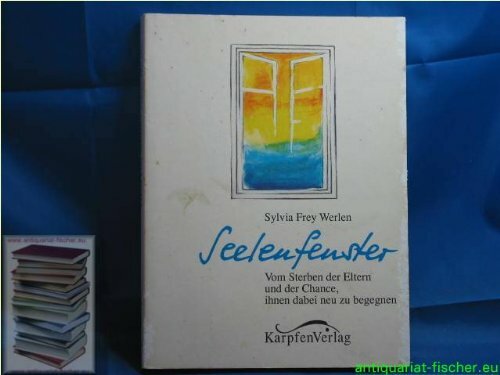 Sylvia Frey Werlen
Seelenfenster
Vom Sterben der Eltern
und der Chance,
ihnen dabei neu zu begegnen
KarpfenVerlag
www.antiquariat-fischer.eu
antiquariat-fischer.eu